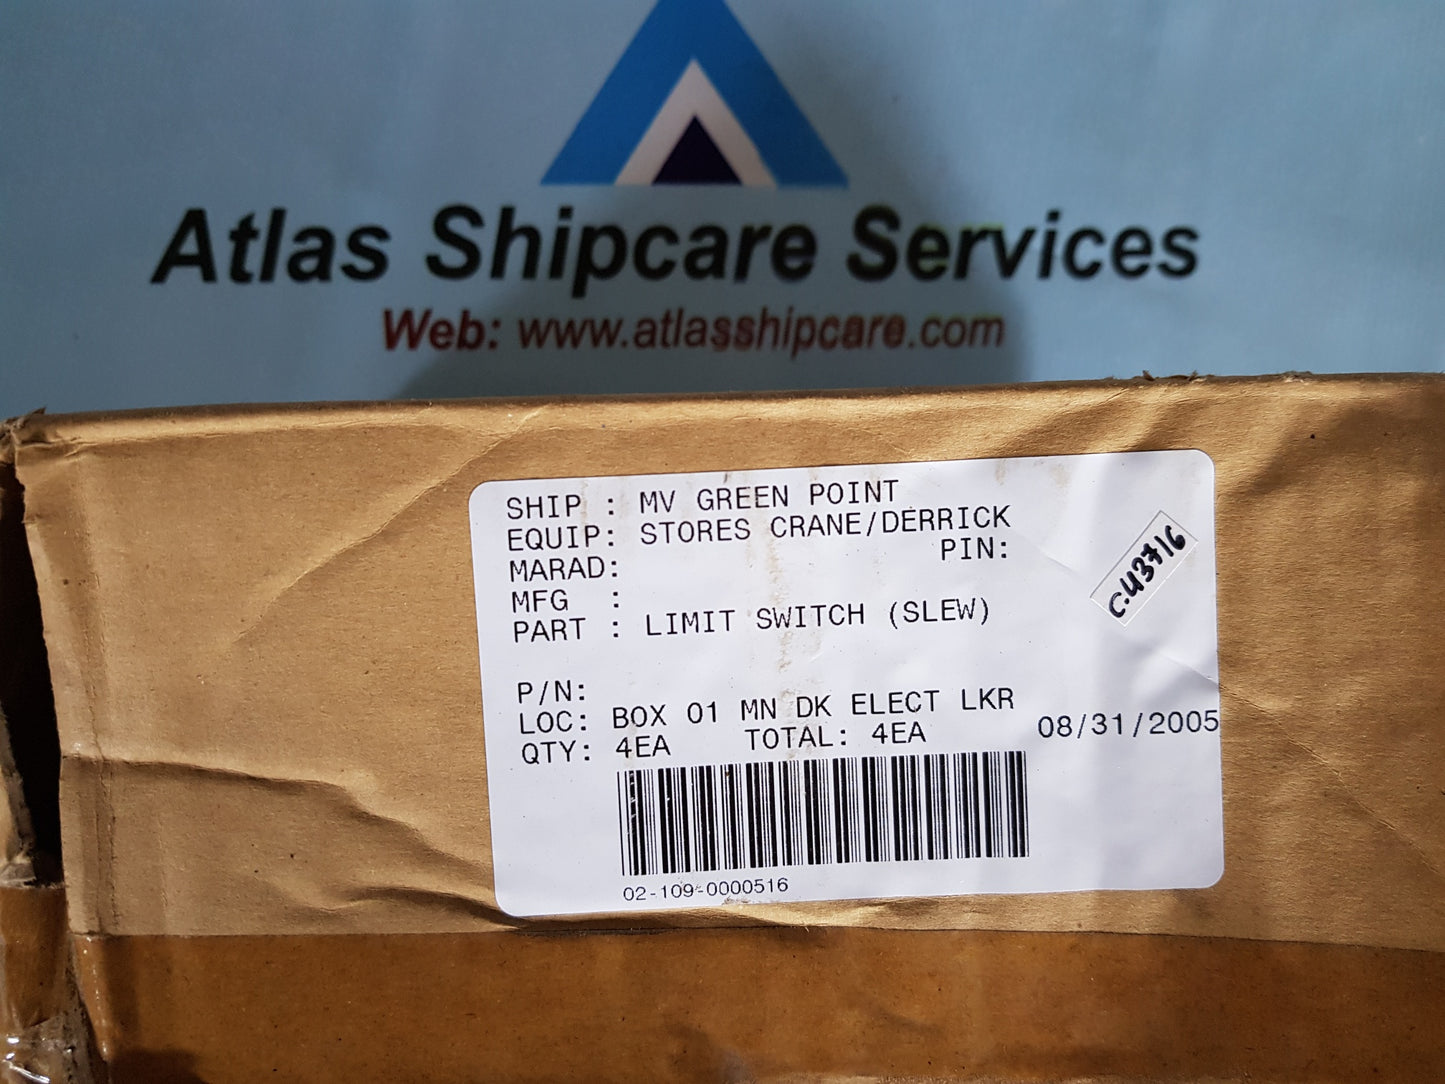 Atlas Shipcare Services
Web: www.atlasshipcare.com
SHIP : MV GREEN POINT
EQUIP: STORES CRANE/DERRICK
MARAD: PIN:
MFG :
PART : LIMIT SWITCH (SLEW)
C.43716
P/N:
LOC: BOX 01 MN DK ELECT LKR
QTY: 4EA TOTAL: 4EA 08/31/2005
02-109-0000516